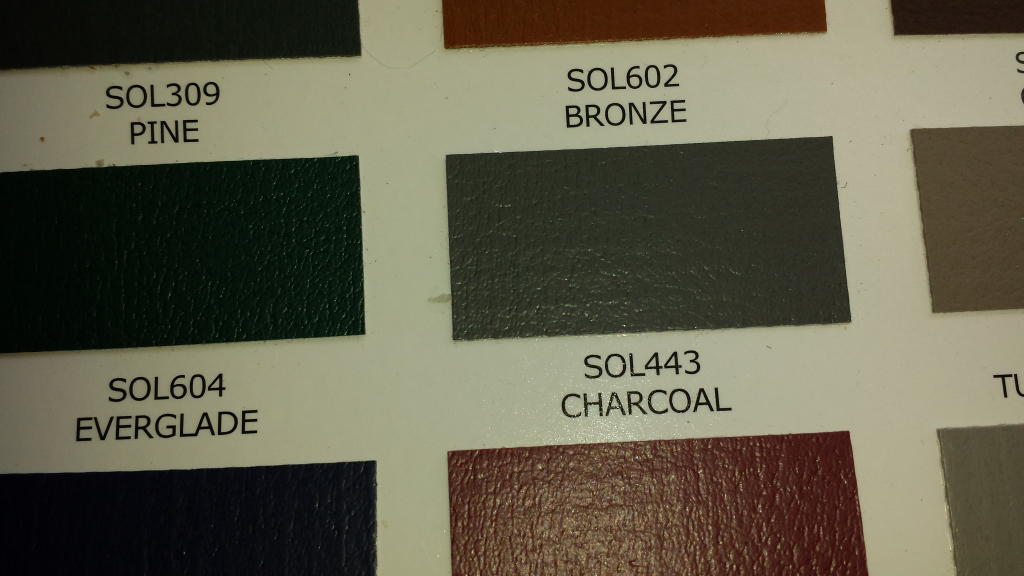 SOL309
PINE
SOL602
BRONZE
SOL604
EVERGLADE
SOL443
CHARCOAL